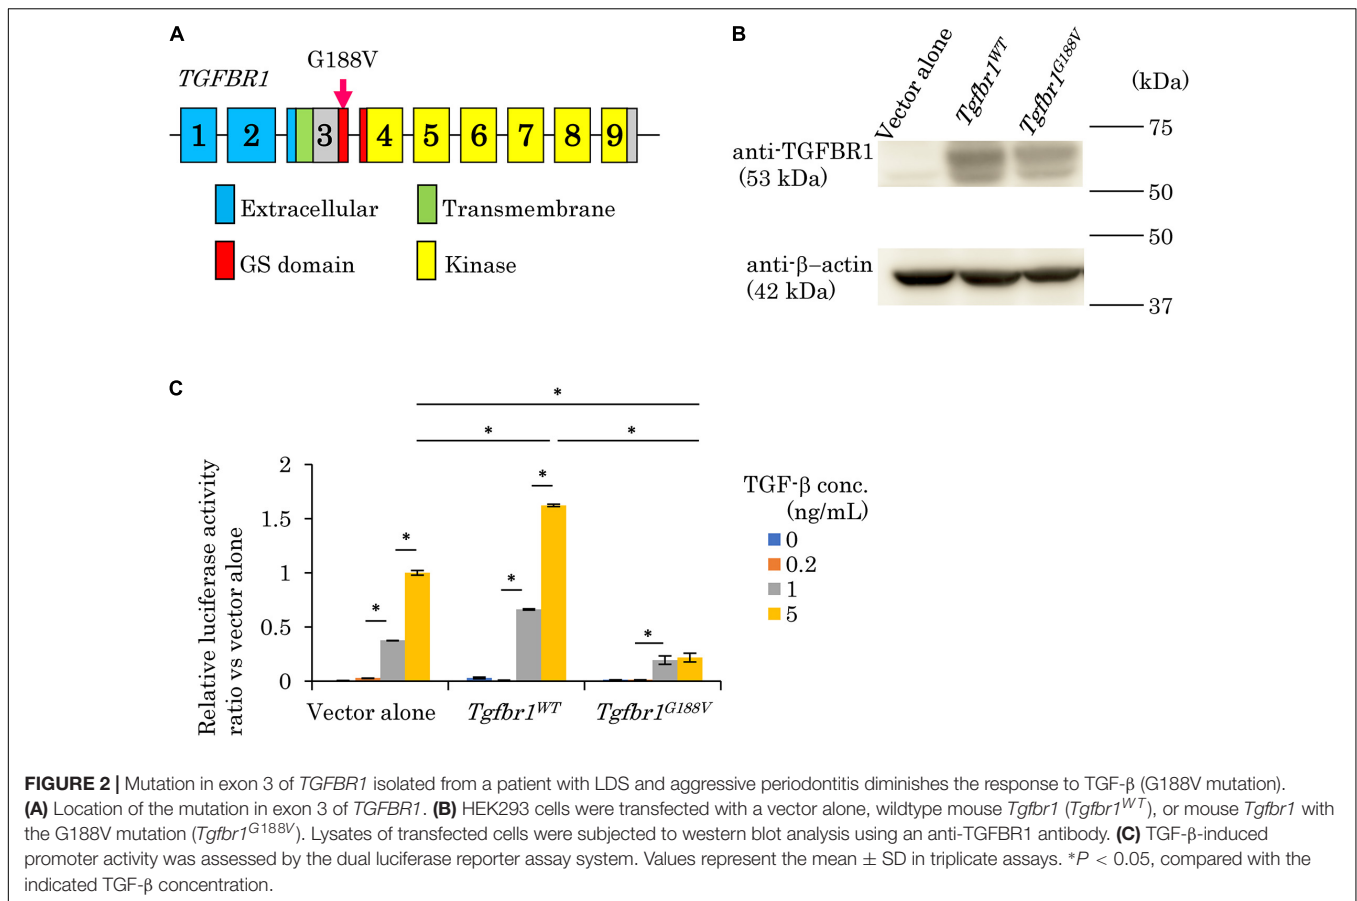 A
G188V
TGFBR1
1 2 3 4 5 6 7 8 9
Extracellular
Transmembrane
GS domain
Kinase
B
Vector alone
Tgfbr1WT
Tgfbr1G188V
(kDa)
75
anti-TGFBR1
(53 kDa)
50
50
anti-β–actin
(42 kDa)
37
C
*
* *
* * * * *
Relative luciferase activity
ratio vs vector alone
2
1.5
1
0.5
0
Vector alone
Tgfbr1WT
Tgfbr1G188V
TGF-β conc.
(ng/mL)
0
0.2
1
5
FIGURE 2 | Mutation in exon 3 of TGFBR1 isolated from a patient with LDS and aggressive periodontitis diminishes the response to TGF-β (G188V mutation).
(A) Location of the mutation in exon 3 of TGFBR1. (B) HEK293 cells were transfected with a vector alone, wildtype mouse Tgfbr1 (Tgfbr1WT), or mouse Tgfbr1 with
the G188V mutation (Tgfbr1G188V). Lysates of transfected cells were subjected to western blot analysis using an anti-TGFBR1 antibody. (C) TGF-β-induced
promoter activity was assessed by the dual luciferase reporter assay system. Values represent the mean ± SD in triplicate assays. *P < 0.05, compared with the
indicated TGF-β concentration.